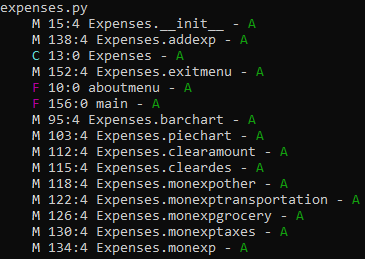 expenses.py
M 15:4 Expenses.__init__ - A
M 138:4 Expenses.addexp - A
C 13:0 Expenses - A
M 152:4 Expenses.exitmenu - A
F 10:0 aboutmenu - A
F 156:0 main - A
M 95:4 Expenses.barchart - A
M 103:4 Expenses.piechart - A
M 112:4 Expenses.clearamount - A
M 115:4 Expenses.cleardes - A
M 118:4 Expenses.monexpother - A
M 122:4 Expenses.monexptransportation - A
M 126:4 Expenses.monexpgrocery - A
M 130:4 Expenses.monexptaxes - A
M 134:4 Expenses.monexp - A